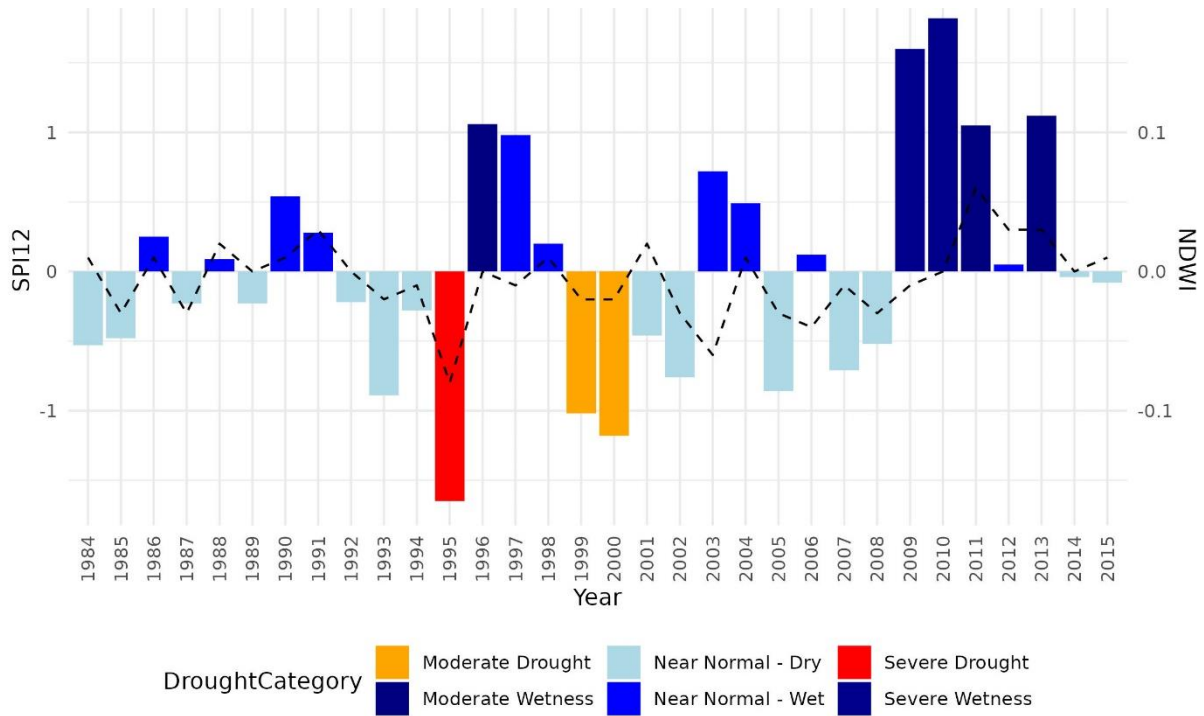 1
0
-1
SPI12
0.1
0.0
-0.1
NDWI
1984 1985 1986 1987 1988 1989 1990 1991 1992 1993 1994 1995 1996 1997 1998 1999 2000 2001 2002 2003 2004 2005 2006 2007 2008 2009 2010 2011 2012 2013 2014 2015
Year
DroughtCategory
Moderate Drought Near Normal - Dry Severe Drought
Moderate Wetness Near Normal - Wet Severe Wetness